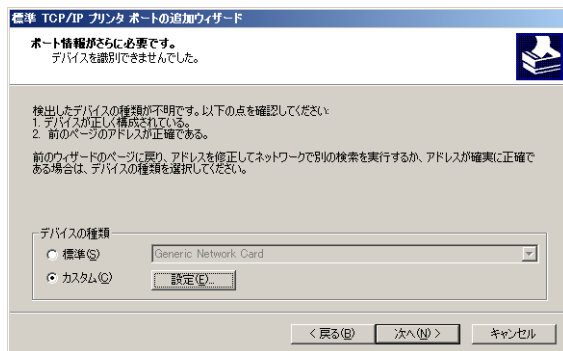 標準 TCP/IP プリンタ ポートの追加ウィザード
ポート情報がさらに必要です。
デバイスを識別できませんでした。
検出したデバイスの種類が不明です。以下の点を確認してください:
1. デバイスが正しく構成されている。
2. 前のページのアドレスが正確である。
前のウィザードのページに戻り、アドレスを修正してネットワークで別の検索を実行するか、アドレスが確実に正確で
ある場合は、デバイスの種類を選択してください。
デバイスの種類
標準(S)
Generic Network Card
カスタム(C)
設定(E)...
< 戻る(B)
次へ(N) >
キャンセル